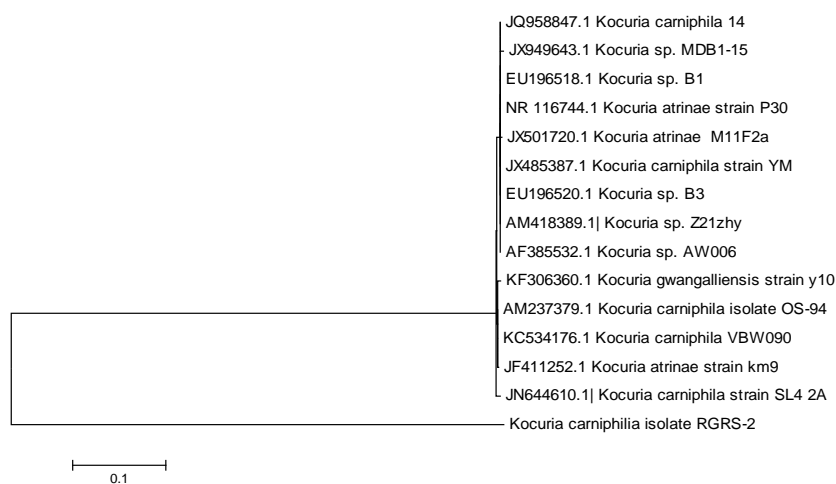 JQ958847.1 Kocuria carniphila 14
JX949643.1 Kocuria sp. MDB1-15
EU196518.1 Kocuria sp. B1
NR 116744.1 Kocuria atrinae strain P30
JX501720.1 Kocuria atrinae M11F2a
JX485387.1 Kocuria carniphila strain YM
EU196520.1 Kocuria sp. B3
AM418389.1| Kocuria sp. Z21zhy
AF385532.1 Kocuria sp. AW006
KF306360.1 Kocuria gwangalliensis strain y10
AM237379.1 Kocuria carniphila isolate OS-94
KC534176.1 Kocuria carniphila VBW090
JF411252.1 Kocuria atrinae strain km9
JN644610.1| Kocuria carniphila strain SL4 2A
Kocuria carniphilia isolate RGRS-2
0.1